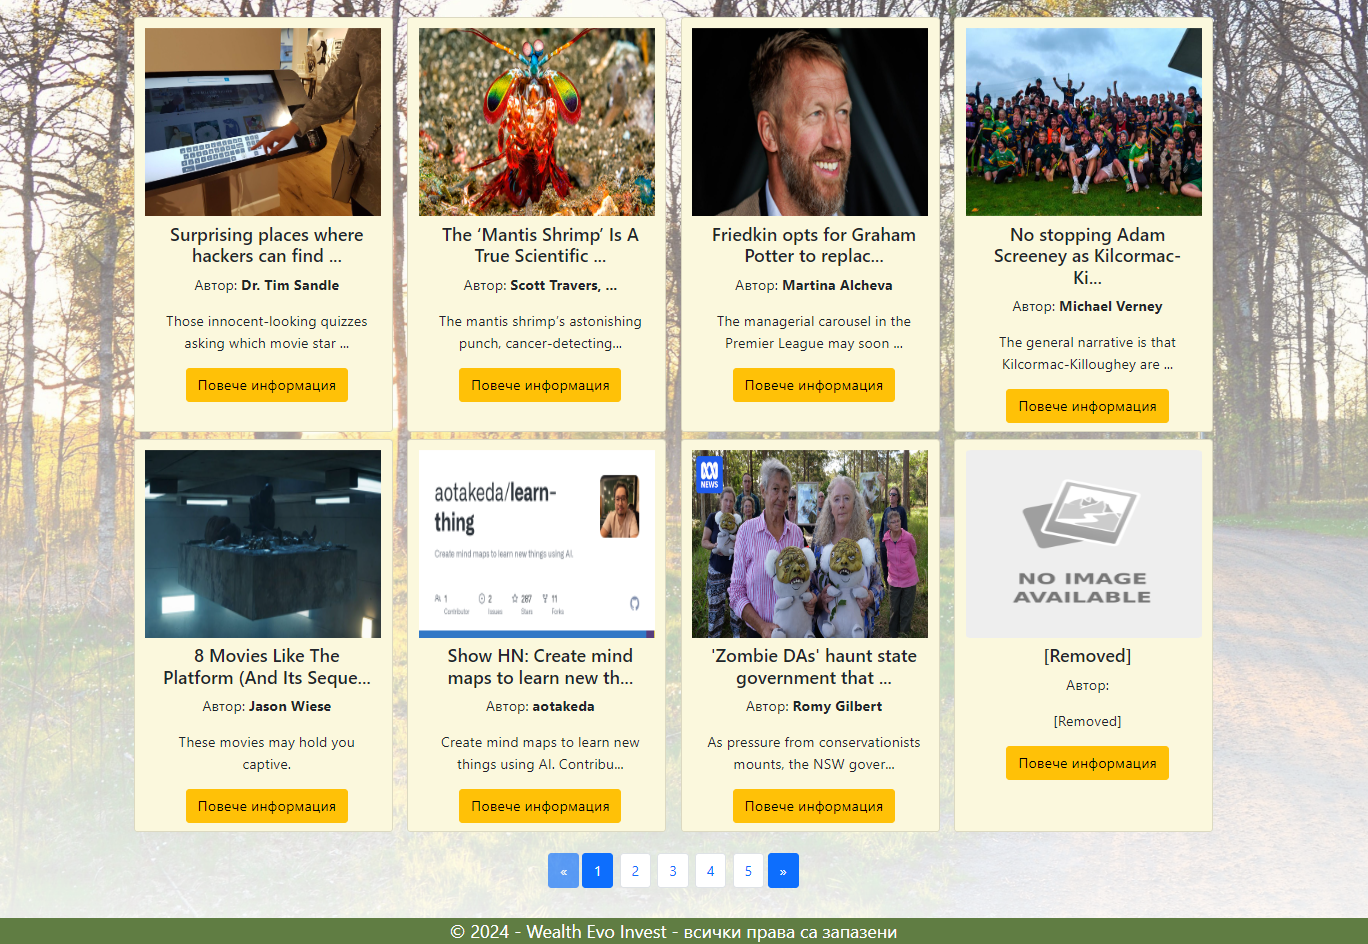 Surprising places where
hackers can find ...
Автор: Dr. Tim Sandle
Those innocent-looking quizzes
asking which movie star ...
Повече информация
The ‘Mantis Shrimp’ Is A
True Scientific ...
Автор: Scott Travers, ...
The mantis shrimp’s astonishing
punch, cancer-detecting...
Повече информация
Friedkin opts for Graham
Potter to replac...
Автор: Martina Alcheva
The managerial carousel in the
Premier League may soon ...
Повече информация
No stopping Adam
Screeney as Kilcormac-
Ki...
Автор: Michael Verney
The general narrative is that
Kilcormac-Killoughey are ...
Повече информация
8 Movies Like The
Platform (And Its Seque...
Автор: Jason Wiese
These movies may hold you
captive.
Повече информация
aotakeda/learn-
thing
Create mind maps to learn new things using AI.
1
Contributor
2
Issues
287
Stars
11
Forks
Show HN: Create mind
maps to learn new th...
Автор: aotakeda
Create mind maps to learn new
things using AI. Contribu...
Повече информация
NEWS
'Zombie DAs' haunt state
government that ...
Автор: Romy Gilbert
As pressure from conservationists
mounts, the NSW gover...
Повече информация
NO IMAGE
AVAILABLE
[Removed]
Автор:
[Removed]
Повече информация
« 1 2 3 4 5 »
© 2024 - Wealth Evo Invest - всички права са запазени